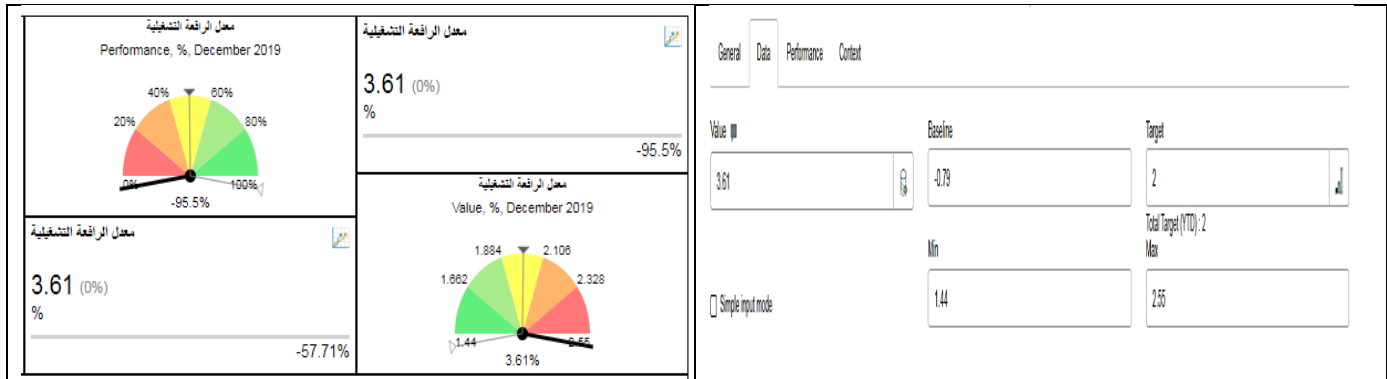 معدل الرافعة التشغيلية
Performance, %, December 2019
40% 60%
20% 80%
0% 100%
-95.5%
معدل الرافعة التشغيلية
3.61 (0%)
%
-95.5%
معدل الرافعة التشغيلية
3.61 (0%)
%
-57.71%
معدل الرافعة التشغيلية
Value, %, December 2019
1.884 2.106
1.662 2.328
1.44 2.55
3.61%
General Data Performance Context
Value Baseline Target
3.61 -0.79 2
Total Target (YTD) : 2
Min Max
Simple input mode 1.44 2.55